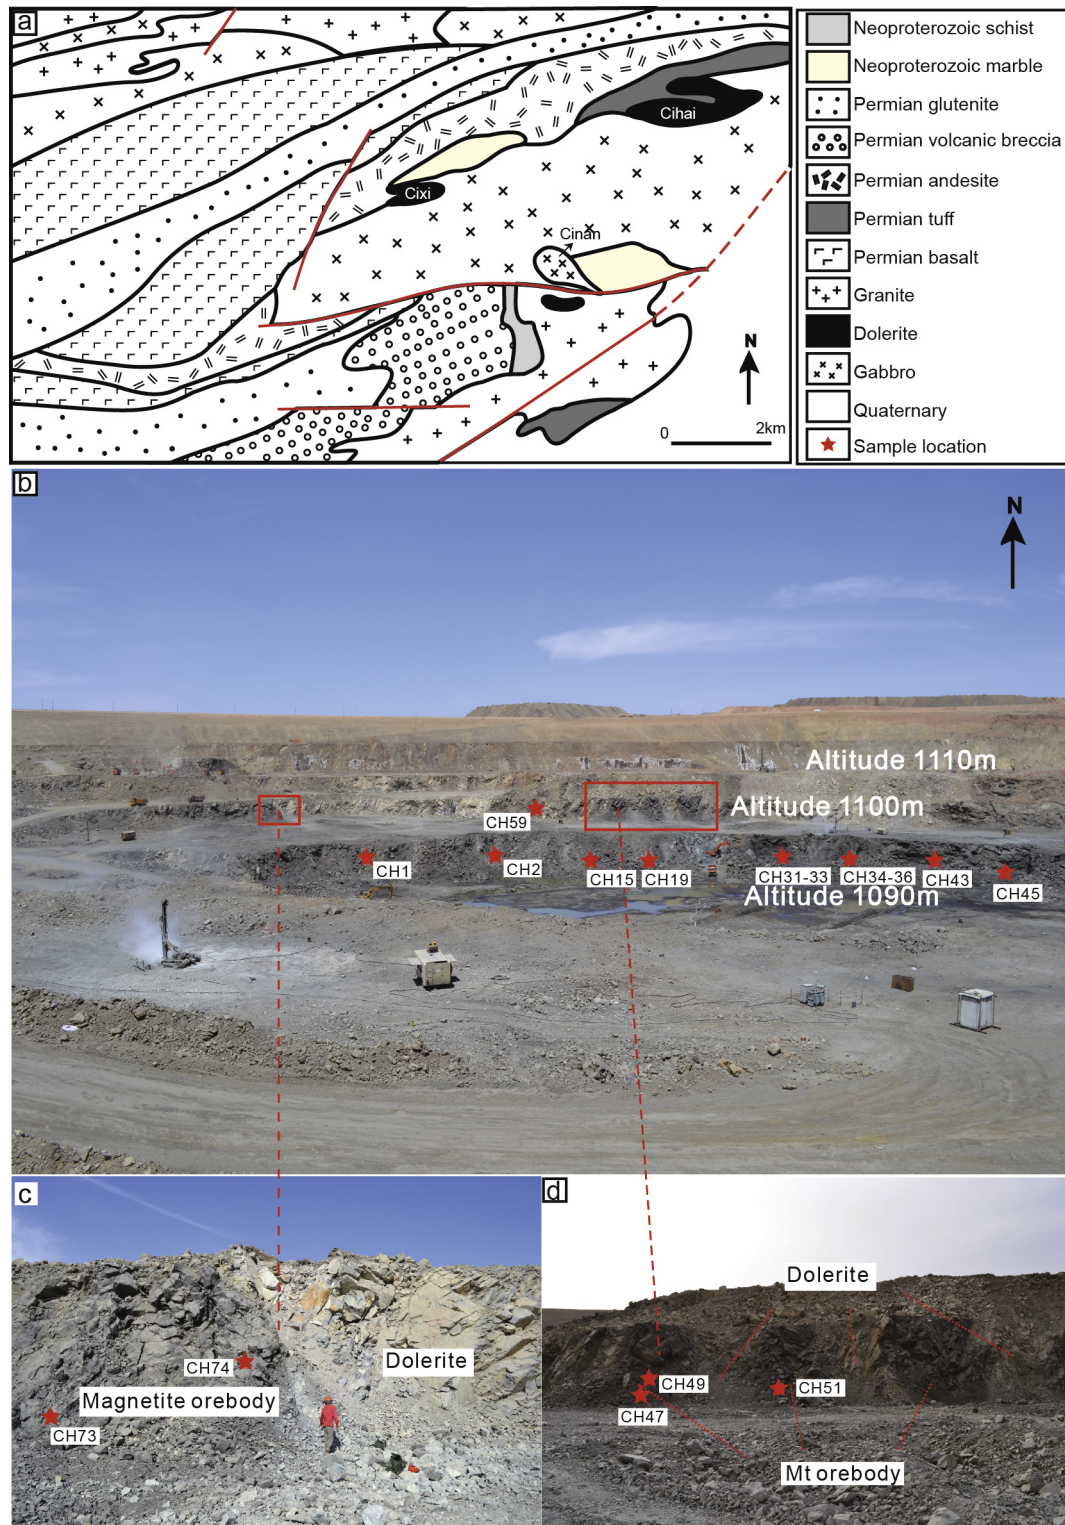 a
Cihai
Cixi
Cinan
N
0
2km
Neoproterozoic schist
Neoproterozoic marble
Permian glutenite
Permian volcanic breccia
Permian andesite
Permian tuff
Permian basalt
Granite
Dolerite
Gabbro
Quaternary
Sample location
b
N
Altitude 1110m
Altitude 1100m
CH59
CH1
CH2
CH15
CH19
CH31-33
CH34-36
CH43
CH45
Altitude 1090m
c
CH74
Dolerite
Magnetite orebody
CH73
d
Dolerite
CH49
CH51
CH47
Mt orebody